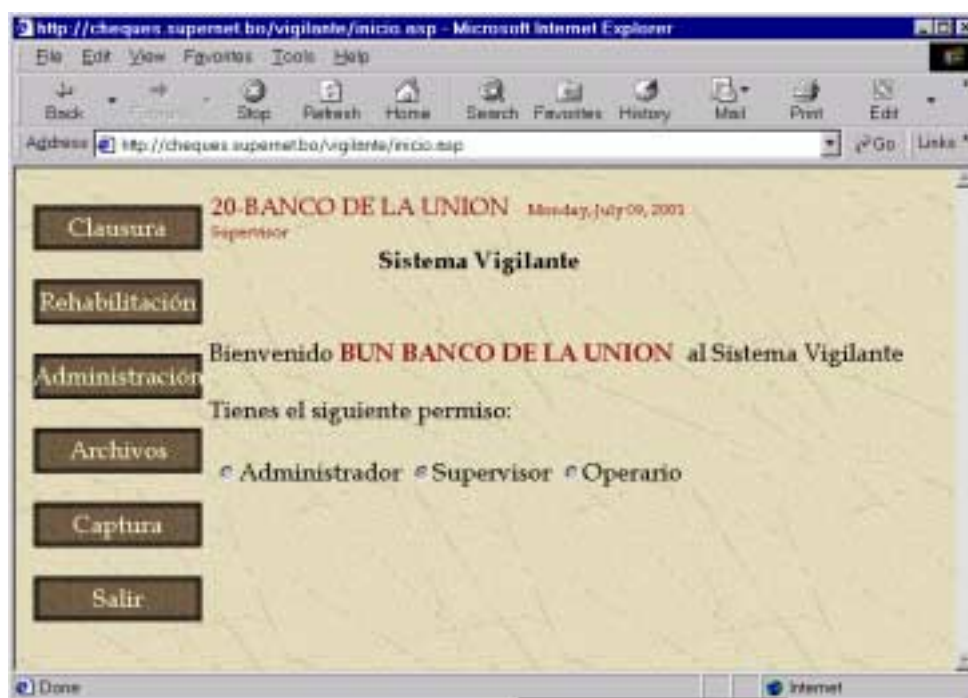 http://cheques.supernet.bo/vigilante/inicio.asp - Microsoft Internet Explorer
File Edit View Favorites Tools Help
Back Forward Stop Refresh Home Search Favorites History Mail Print Edit
Address http://cheques.supernet.bo/vigilante/inicio.asp Go Links
Clausura
Rehabilitación
Administración
Archivos
Captura
Salir
20-BANCO DE LA UNION Monday, July 09, 2001
Supervisor
Sistema Vigilante
Bienvenido BUN BANCO DE LA UNION al Sistema Vigilante
Tienes el siguiente permiso:
Administrador Supervisor Operario
Done Internet